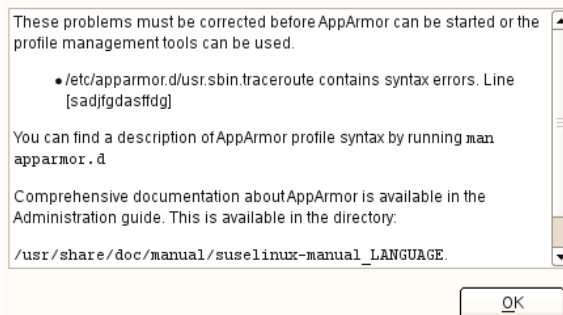 These problems must be corrected before AppArmor can be started or the
profile management tools can be used.
• /etc/apparmor.d/usr.sbin.traceroute contains syntax errors. Line
[sadjfgdasffdg]
You can find a description of AppArmor profile syntax by running man
apparmor.d
Comprehensive documentation about AppArmor is available in the
Administration guide. This is available in the directory:
/usr/share/doc/manual/suselinux-manual_LANGUAGE.
OK